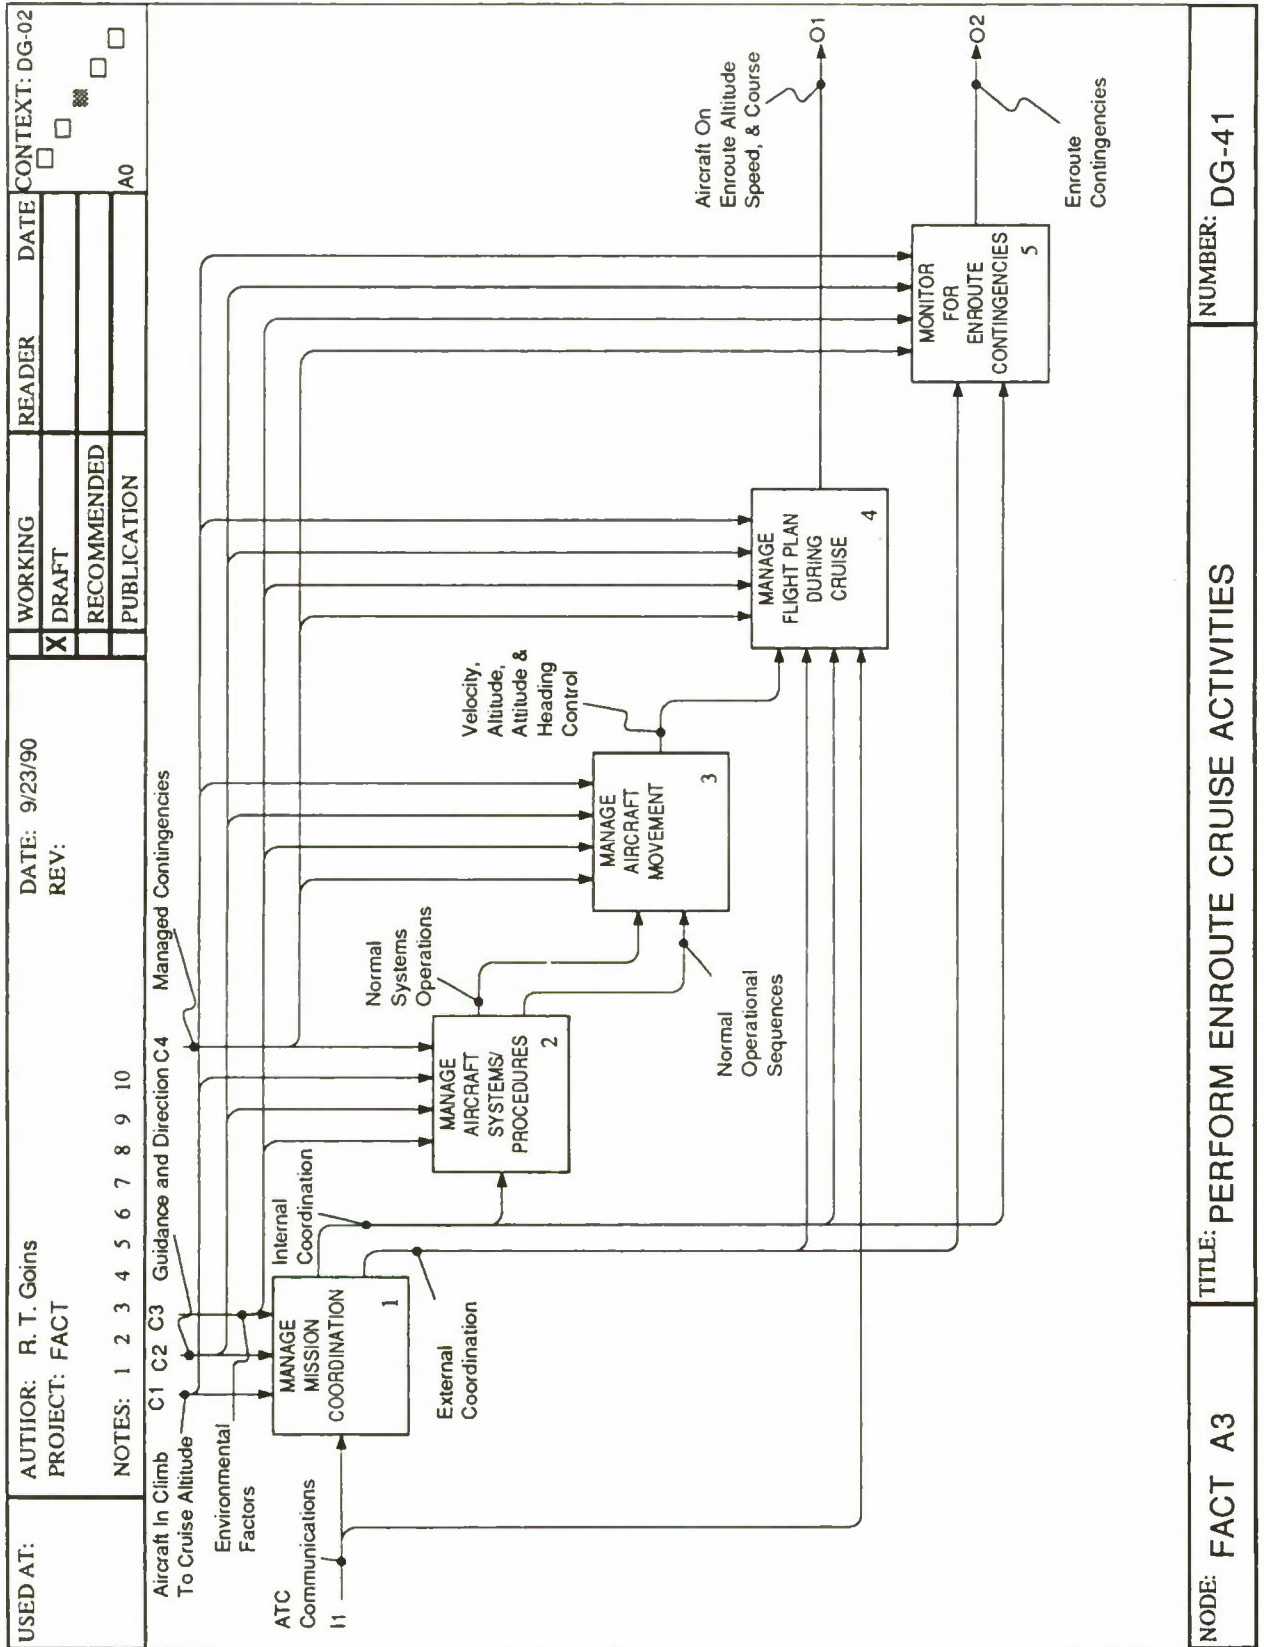 USED AT:
AUTHOR: R. T. Goins
PROJECT: FACT
DATE: 9/23/90
REV:
NOTES: 1 2 3 4 5 6 7 8 9 10
WORKING
X DRAFT
RECOMMENDED
PUBLICATION
READER
DATE
CONTEXT: DG-02
A0
Aircraft In Climb
To Cruise Altitude
C1
C2
C3
Guidance and Direction
C4
Managed Contingencies
Environmental
Factors
ATC
Communications
I1
MANAGE
MISSION
COORDINATION
1
Internal
Coordination
External
Coordination
MANAGE
AIRCRAFT
SYSTEMS/
PROCEDURES
2
Normal
Systems
Operations
Normal
Operational
Sequences
MANAGE
AIRCRAFT
MOVEMENT
3
Velocity,
Altitude,
Attitude &
Heading
Control
MANAGE
FLIGHT PLAN
DURING
CRUISE
4
Aircraft On
Enroute Altitude
Speed, & Course
O1
MONITOR
FOR
ENROUTE
CONTINGENCIES
5
O2
Enroute
Contingencies
NODE: FACT A3
TITLE: PERFORM ENROUTE CRUISE ACTIVITIES
NUMBER: DG-41